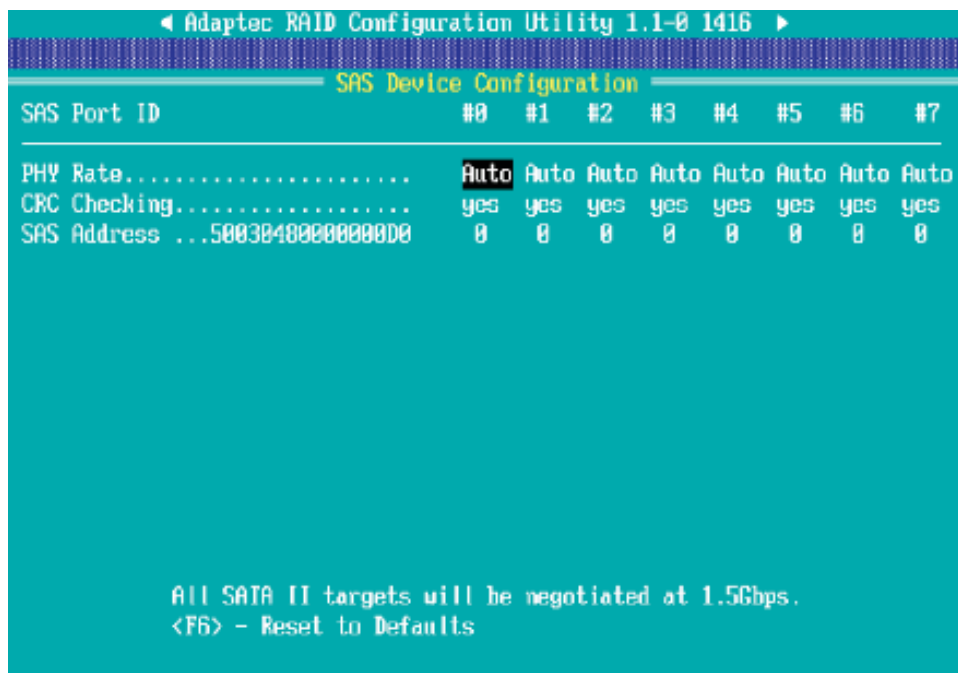 ◄ Adaptec RAID Configuration Utility 1.1-0 1416 ►
SAS Device Configuration
SAS Port ID #0 #1 #2 #3 #4 #5 #6 #7
PHY Rate....................... Auto Auto Auto Auto Auto Auto Auto Auto
CRC Checking................... yes yes yes yes yes yes yes yes
SAS Address ...50030480000000D0 0 0 0 0 0 0 0 0
All SATA II targets will be negotiated at 1.5Gbps.
<F6> - Reset to Defaults